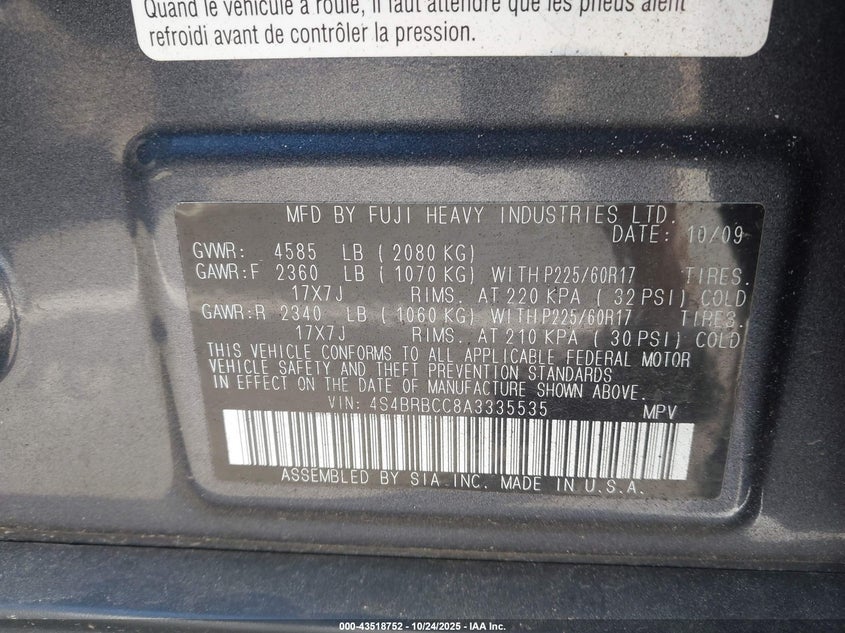 Quand le véhicule a roulé, il faut attendre que les pneus aient
refroidi avant de contrôler la pression.
MFD BY FUJI HEAVY INDUSTRIES LTD.
DATE: 10/09
GVWR: 4585 LB ( 2080 KG)
GAWR:F 2360 LB ( 1070 KG) WITH P225/60R17 TIRES.
17X7J RIMS. AT 220 KPA ( 32 PSI) COLD
GAWR:R 2340 LB ( 1060 KG) WITH P225/60R17 TIRES.
17X7J RIMS. AT 210 KPA ( 30 PSI) COLD
THIS VEHICLE CONFORMS TO ALL APPLICABLE FEDERAL MOTOR
VEHICLE SAFETY AND THEFT PREVENTION STANDARDS
IN EFFECT ON THE DATE OF MANUFACTURE SHOWN ABOVE.
VIN: 4S4BRBCC8A3335535 MPV
ASSEMBLED BY SIA INC. MADE IN U.S.A.
000-43518752 - 10/24/2025 - IAA Inc.